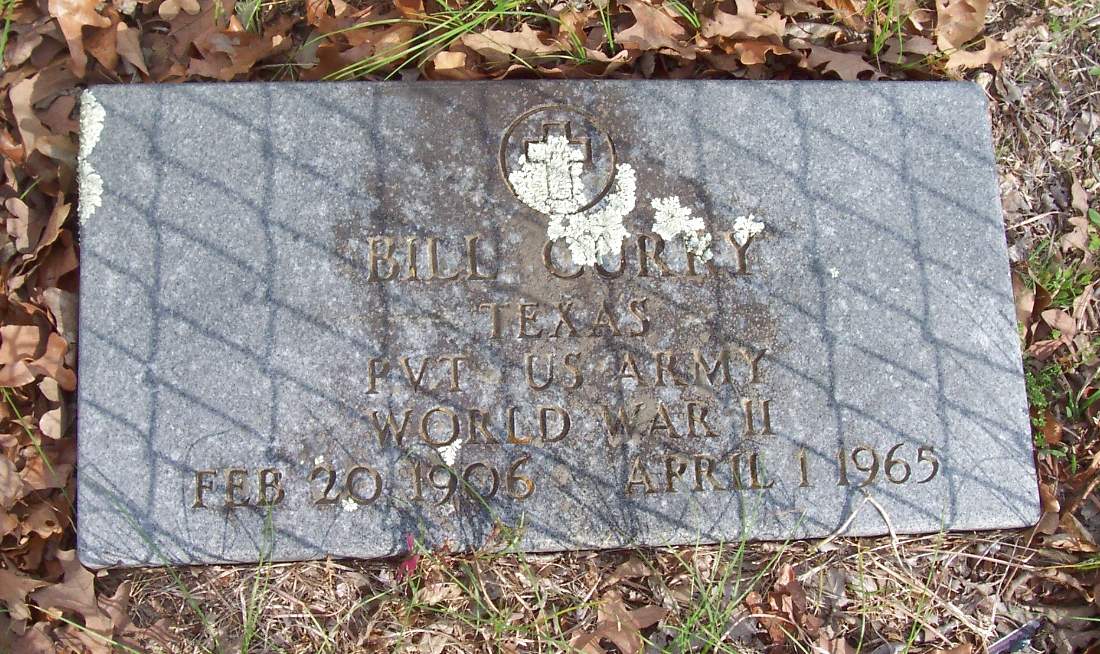 BILL CURRY
TEXAS
PVT US ARMY
WORLD WAR II
FEB 20 1906 APRIL 1 1965